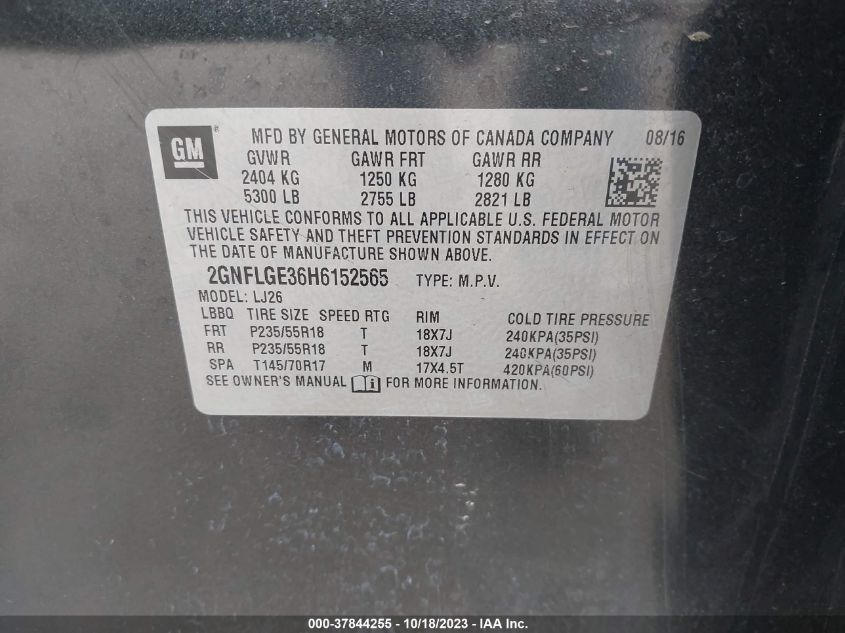 GM ® MFD BY GENERAL MOTORS OF CANADA COMPANY 08/16
GVWR GAWR FRT GAWR RR
2404 KG 1250 KG 1280 KG
5300 LB 2755 LB 2821 LB
THIS VEHICLE CONFORMS TO ALL APPLICABLE U.S. FEDERAL MOTOR
VEHICLE SAFETY AND THEFT PREVENTION STANDARDS IN EFFECT ON
THE DATE OF MANUFACTURE SHOWN ABOVE.
2GNFLGE36H6152565 TYPE: M.P.V.
MODEL: LJ26
LBBQ TIRE SIZE SPEED RTG RIM COLD TIRE PRESSURE
FRT P235/55R18 T 18X7J 240KPA(35PSI)
RR P235/55R18 T 18X7J 240KPA(35PSI)
SPA T145/70R17 M 17X4.5T 420KPA(60PSI)
SEE OWNER'S MANUAL FOR MORE INFORMATION.
000-37844255 - 10/18/2023 - IAA Inc.